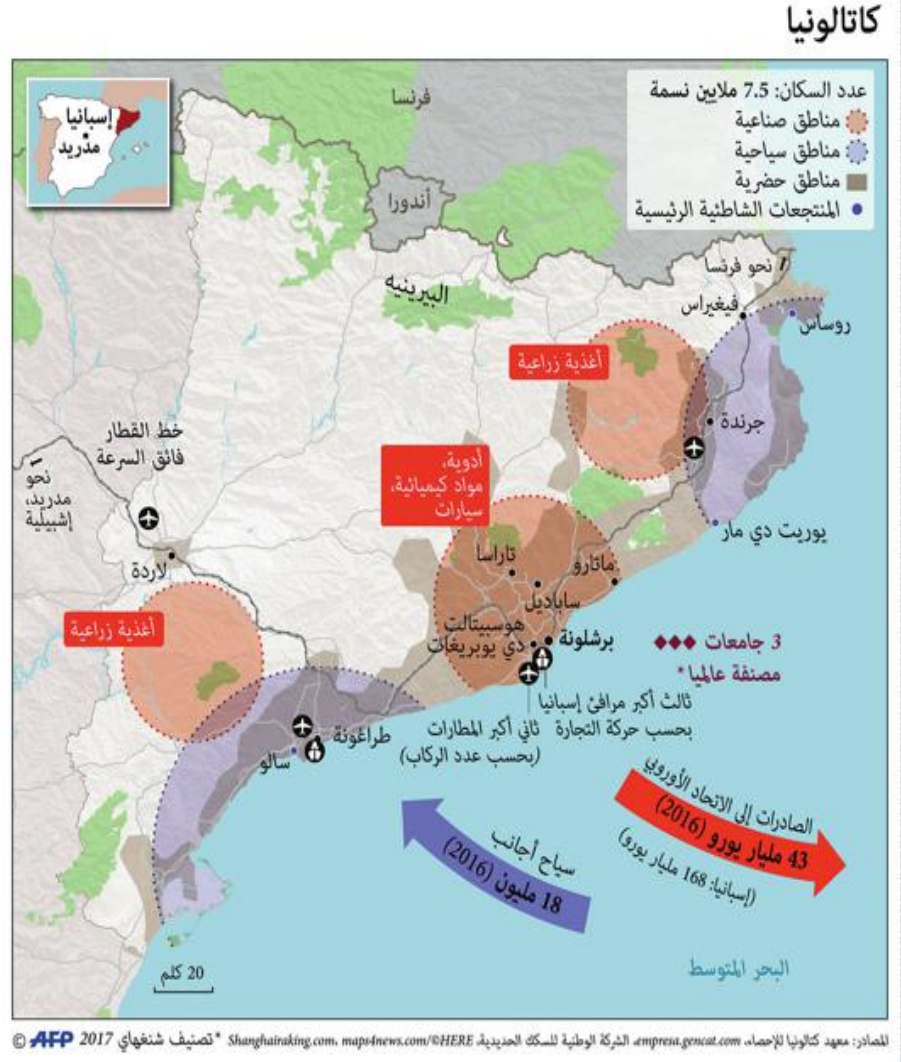 كاتالونيا
إسبانيا
مدريد
عدد السكان: 7.5 ملايين نسمة
مناطق صناعية
مناطق سياحية
مناطق حضرية
المنتجعات الشاطئية الرئيسية
فرنسا
أندورا
نحو فرنسا
البيرينيه
فيغيراس
روساس
أغذية زراعية
جرندة
خط القطار
فائق السرعة
نحو
مدريد،
إشبيلية
أدوية،
مواد كيميائية،
سيارات
يوريت دي مار
لاردة
تاراسا
ماتارو
ساباديل
هوسبيتالت
دي يوبريغات
برشلونة
أغذية زراعية
3 جامعات
مصنفة عالميا*
ثالث أكبر مرافئ إسبانيا
بحسب حركة التجارة
ثاني أكبر المطارات
(بحسب عدد الركاب)
طراغونة
سالو
الصادرات إلى الاتحاد الأوروبي
43 مليار يورو (2016)
(إسبانيا: 168 مليار يورو)
سياح أجانب
18 مليون (2016)
البحر المتوسط
20 كلم
المصادر: معهد كتالونيا للإحصاء، empresa.gencat.com، الشركة الوطنية للسكك الحديدية، Shanghairaking.com, maps4news.com/©HERE *تصنيف شنغهاي 2017 AFP ©